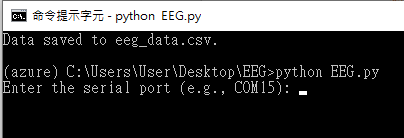 命令提示字元 - python EEG.py
Data saved to eeg_data.csv.
(azure) C:\Users\User\Desktop\EEG>python EEG.py
Enter the serial port (e.g., COM15):